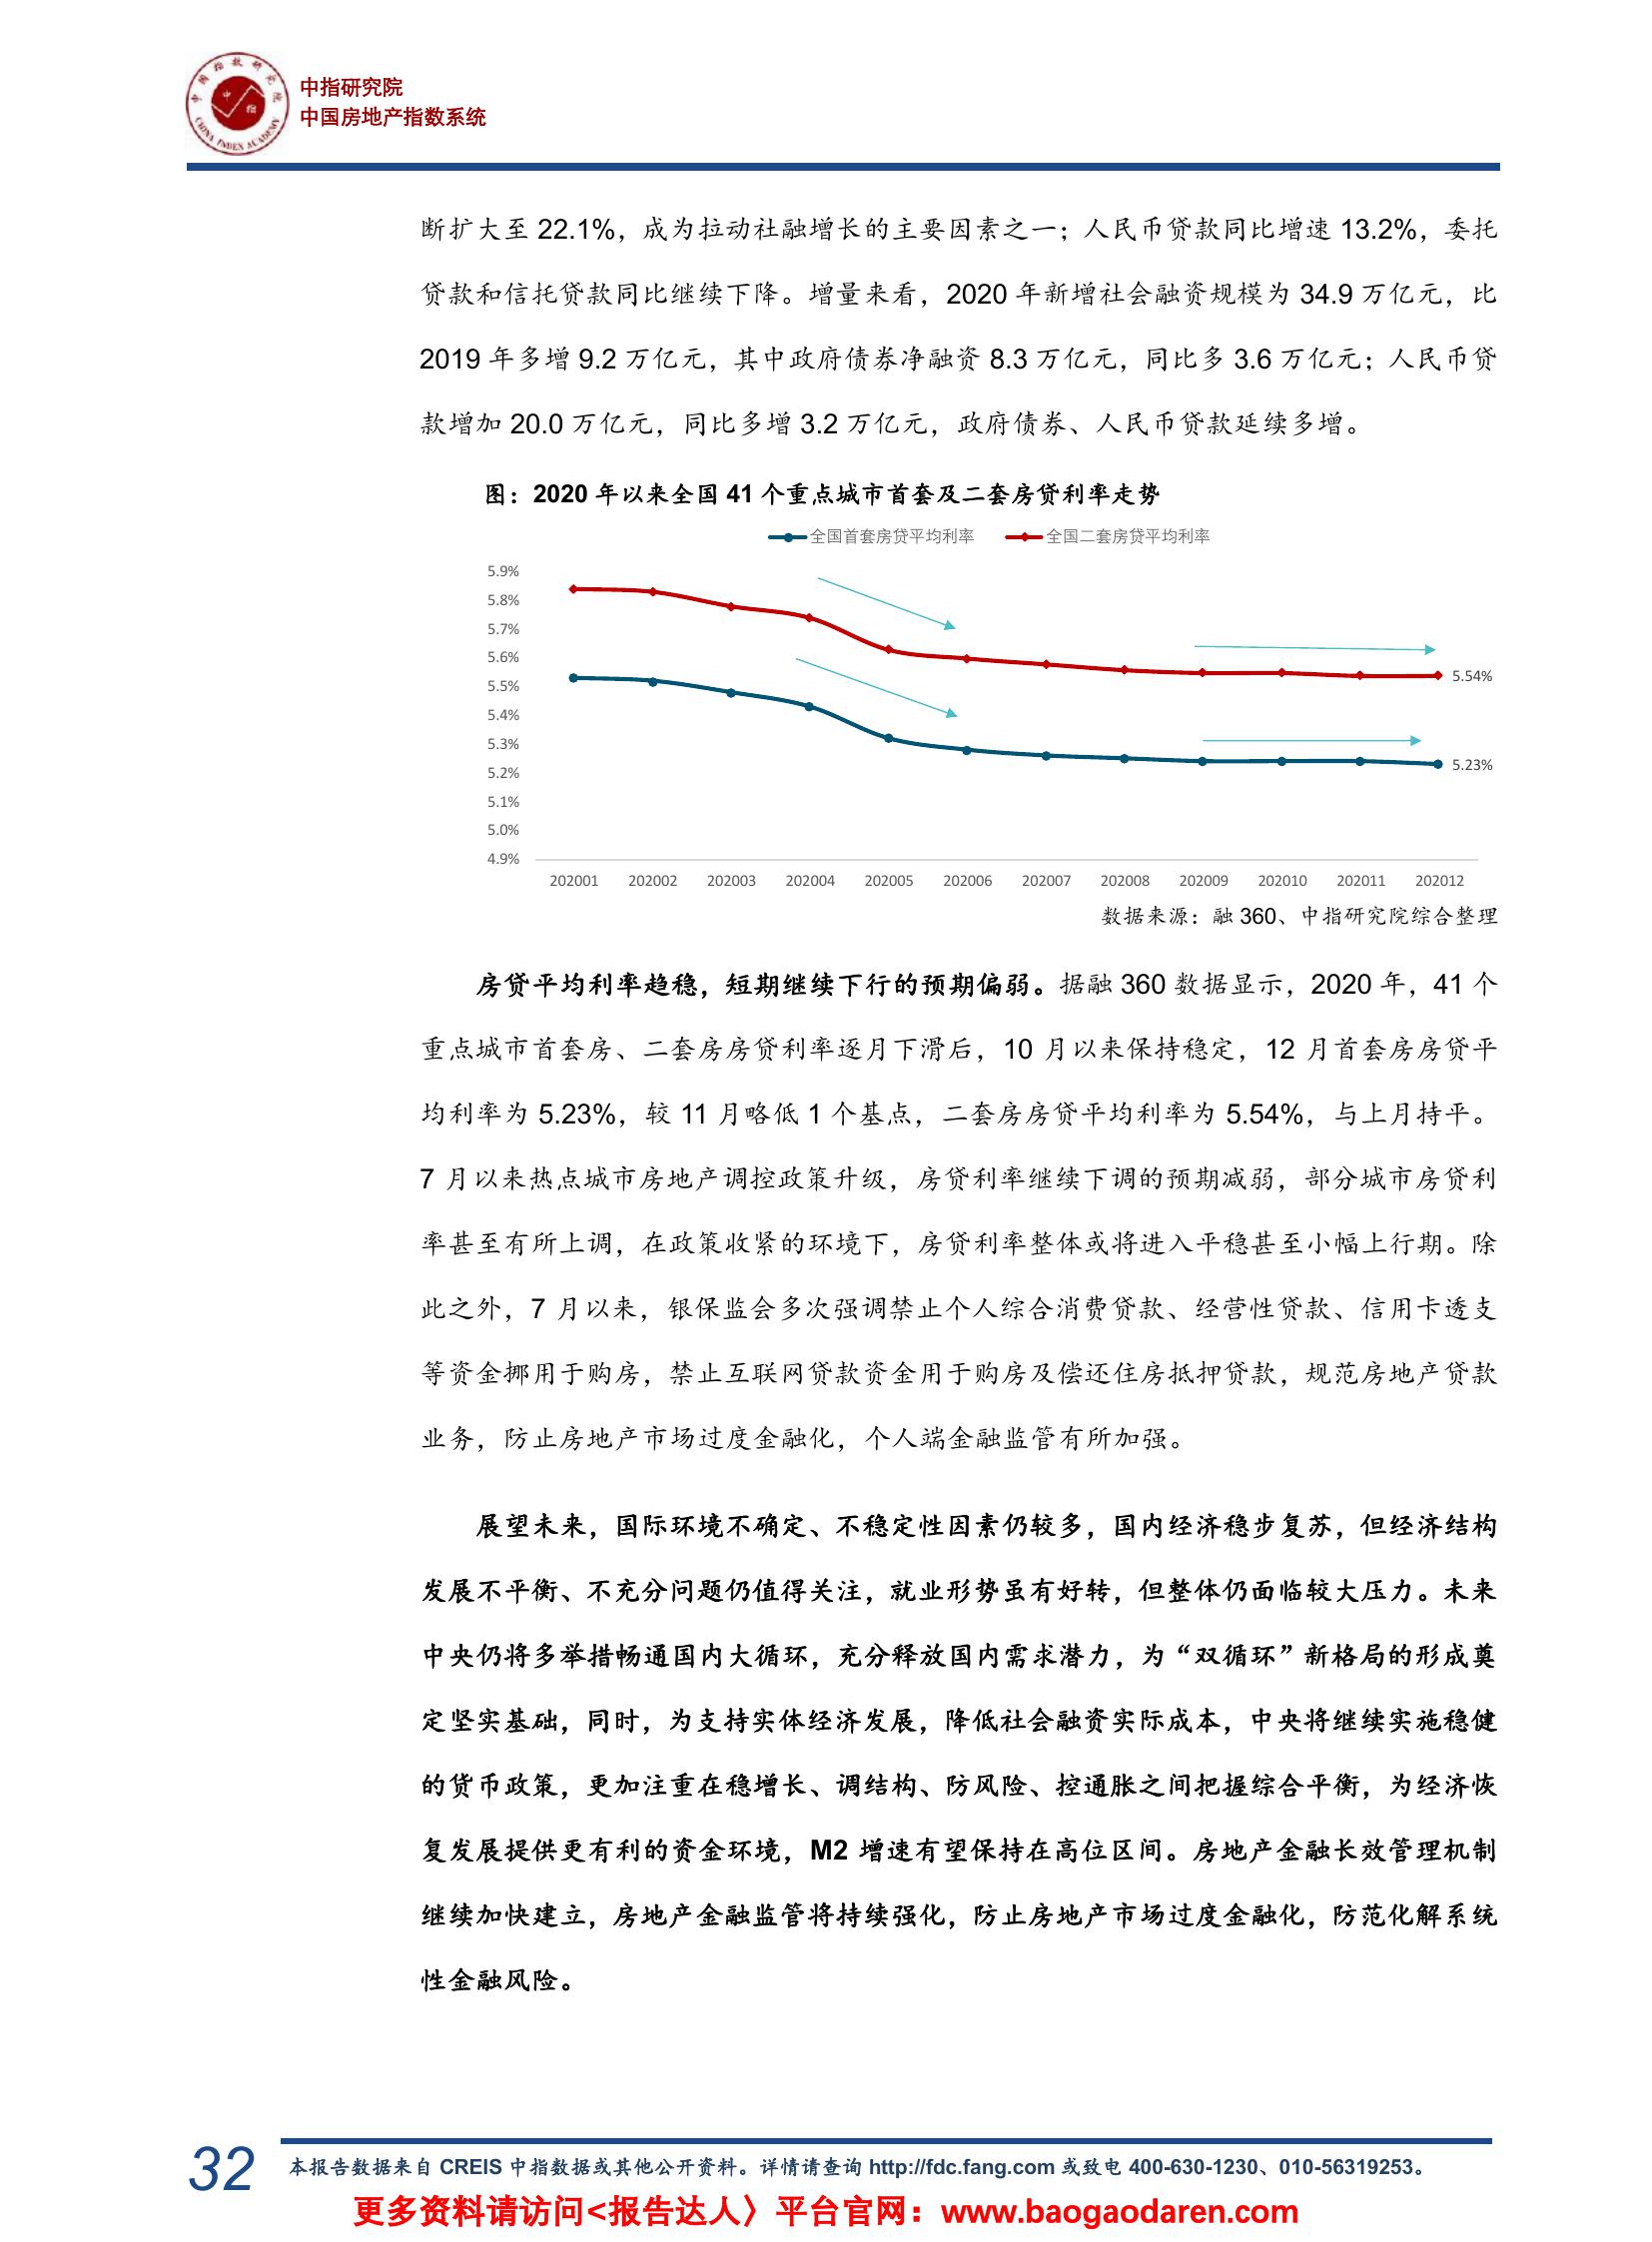 中国指数研究院
中指
CHINA INDEX ACADEMY
中指研究院
中国房地产指数系统
断扩大至 22.1%，成为拉动社融增长的主要因素之一；人民币贷款同比增速 13.2%，委托
贷款和信托贷款同比继续下降。增量来看，2020 年新增社会融资规模为 34.9 万亿元，比
2019 年多增 9.2 万亿元，其中政府债券净融资 8.3 万亿元，同比多 3.6 万亿元；人民币贷
款增加 20.0 万亿元，同比多增 3.2 万亿元，政府债券、人民币贷款延续多增。
图：2020 年以来全国 41 个重点城市首套及二套房贷利率走势
全国首套房贷平均利率 全国二套房贷平均利率
5.9%
5.8%
5.7%
5.6%
5.5%
5.4%
5.3%
5.2%
5.1%
5.0%
4.9%
5.54%
5.23%
202001 202002 202003 202004 202005 202006 202007 202008 202009 202010 202011 202012
数据来源：融 360、中指研究院综合整理
房贷平均利率趋稳，短期继续下行的预期偏弱。据融 360 数据显示，2020 年，41 个
重点城市首套房、二套房房贷利率逐月下滑后，10 月以来保持稳定，12 月首套房房贷平
均利率为 5.23%，较 11 月略低 1 个基点，二套房房贷平均利率为 5.54%，与上月持平。
7 月以来热点城市房地产调控政策升级，房贷利率继续下调的预期减弱，部分城市房贷利
率甚至有所上调，在政策收紧的环境下，房贷利率整体或将进入平稳甚至小幅上行期。除
此之外，7 月以来，银保监会多次强调禁止个人综合消费贷款、经营性贷款、信用卡透支
等资金挪用于购房，禁止互联网贷款资金用于购房及偿还住房抵押贷款，规范房地产贷款
业务，防止房地产市场过度金融化，个人端金融监管有所加强。
展望未来，国际环境不确定、不稳定性因素仍较多，国内经济稳步复苏，但经济结构
发展不平衡、不充分问题仍值得关注，就业形势虽有好转，但整体仍面临较大压力。未来
中央仍将多举措畅通国内大循环，充分释放国内需求潜力，为“双循环”新格局的形成奠
定坚实基础，同时，为支持实体经济发展，降低社会融资实际成本，中央将继续实施稳健
的货币政策，更加注重在稳增长、调结构、防风险、控通胀之间把握综合平衡，为经济恢
复发展提供更有利的资金环境，M2 增速有望保持在高位区间。房地产金融长效管理机制
继续加快建立，房地产金融监管将持续强化，防止房地产市场过度金融化，防范化解系统
性金融风险。
32 本报告数据来自 CREIS 中指数据或其他公开资料。详情请查询 http://fdc.fang.com 或致电 400-630-1230、010-56319253。
更多资料请访问<报告达人〉平台官网：www.baogaodaren.com